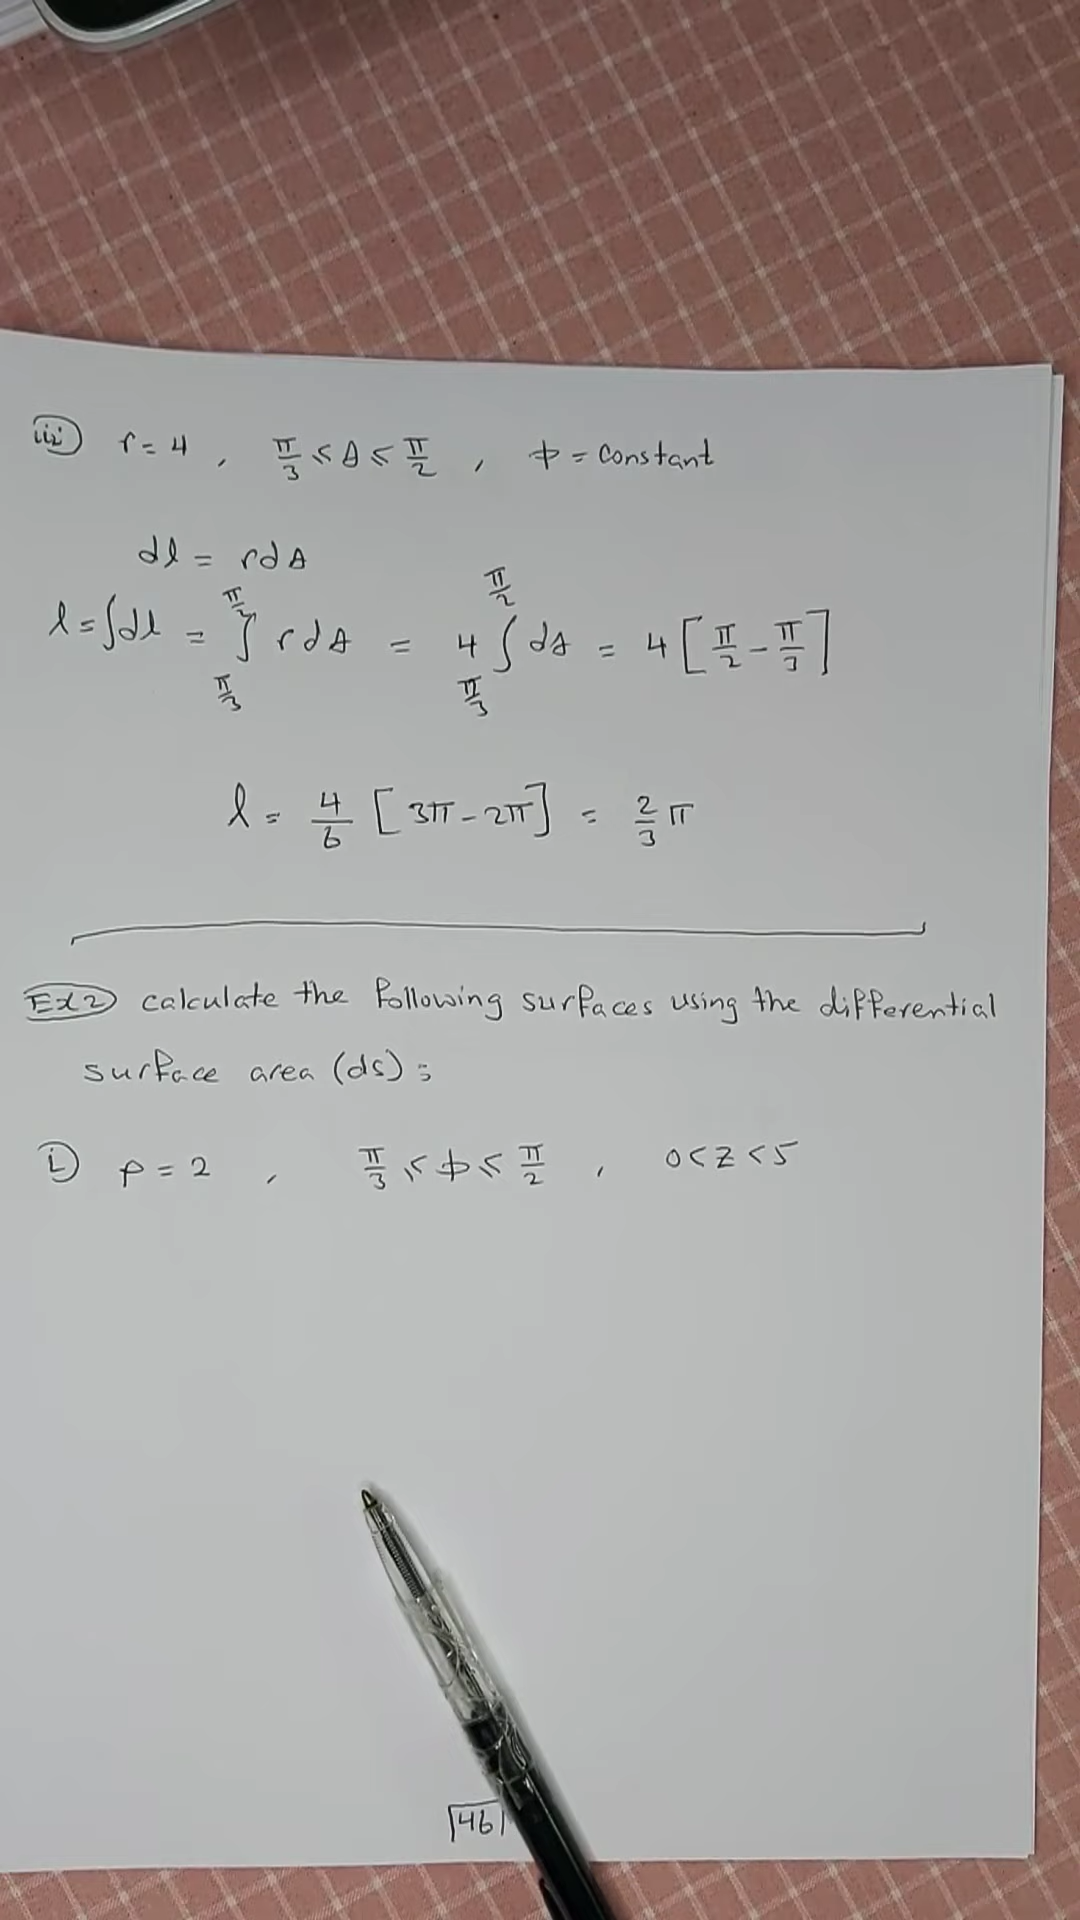 iii r = 4 , π/3 ≤ θ ≤ π/2 , ϕ = constant
dl = rdθ
l = ∫dl = ∫_{π/3}^{π/2} rdθ = 4 ∫_{π/3}^{π/2} dθ = 4 [π/2 - π/3]
l = 4/6 [3π - 2π] = 2/3 π
Ex2 calculate the following surfaces using the differential
surface area (ds) :
i ρ = 2 , π/3 ≤ ϕ ≤ π/2 , 0 < z < 5
46